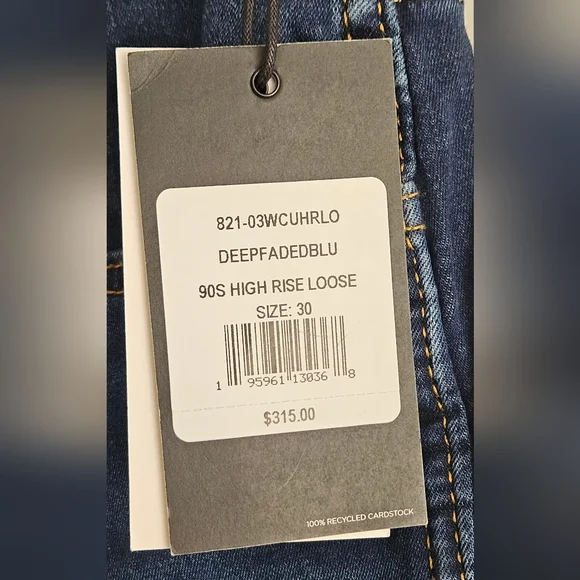 821-03WCUHRLO
DEEPFADEDBLU
90S HIGH RISE LOOSE
SIZE: 30
1 95961 13036 8
$315.00
100% RECYCLED CARDSTOCK